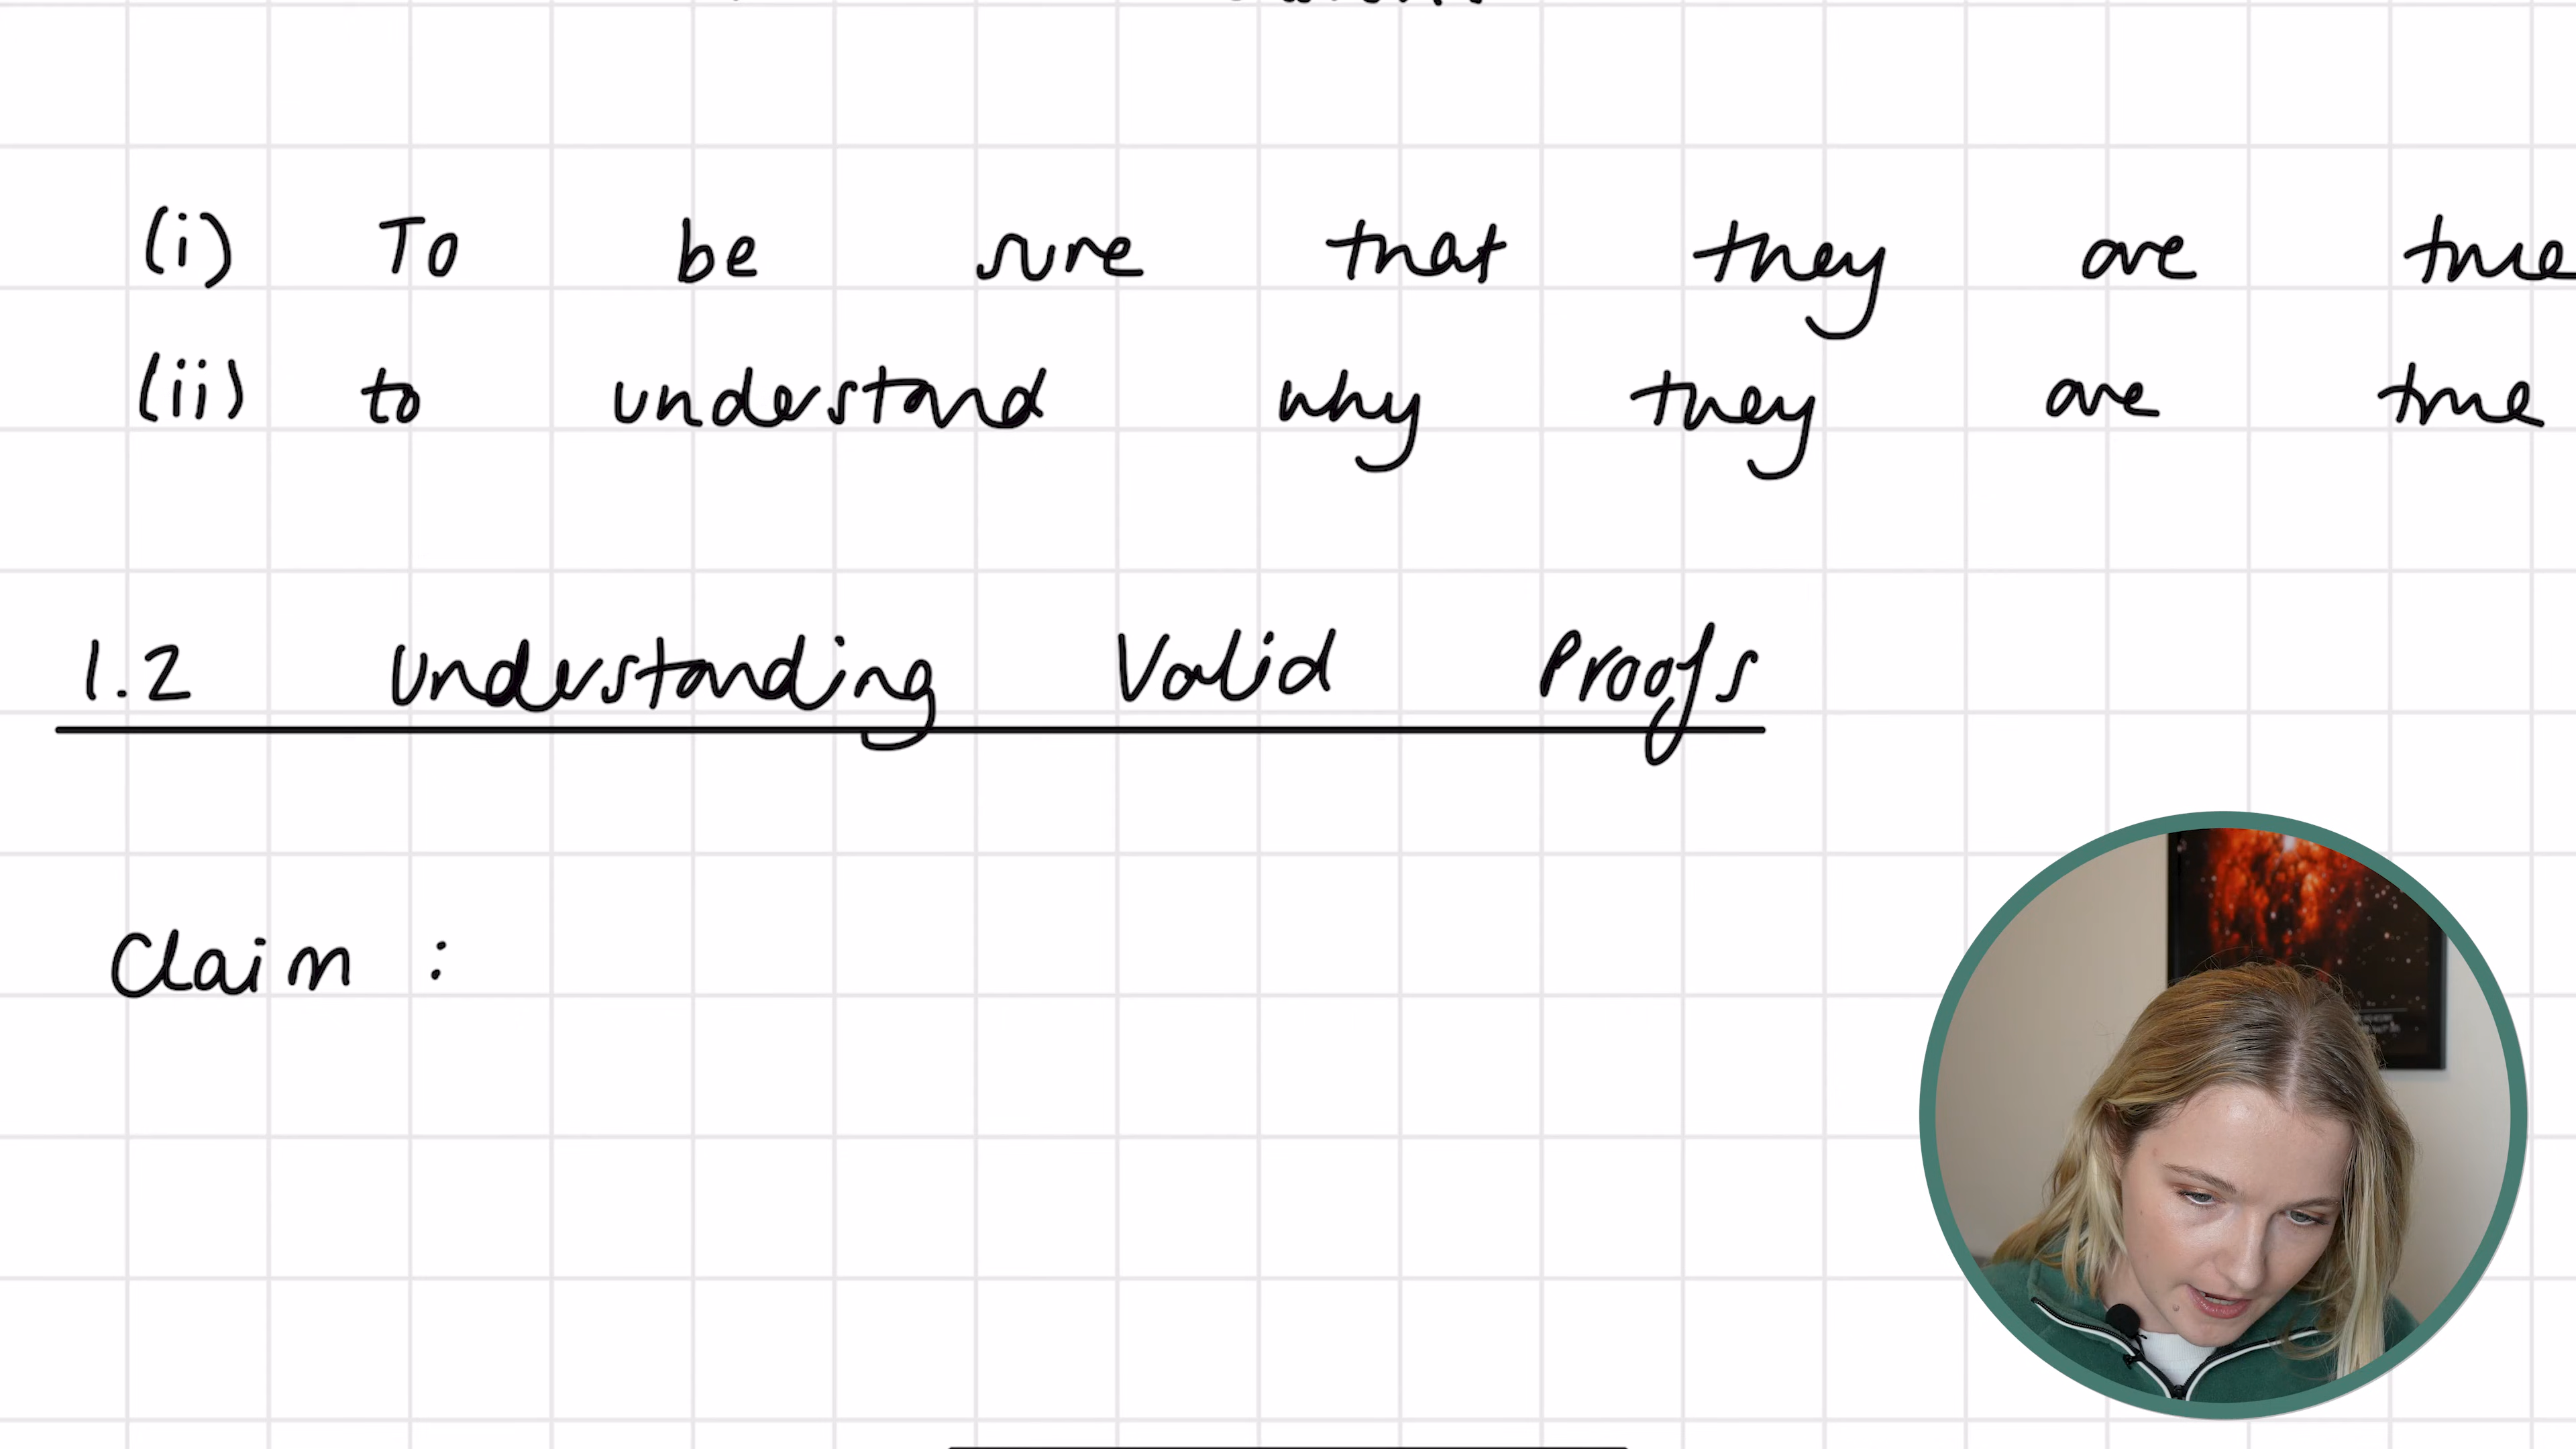 (i) To be sure that they are true
(ii) to understand why they are true
1.2 Understanding Valid Proofs
Claim :